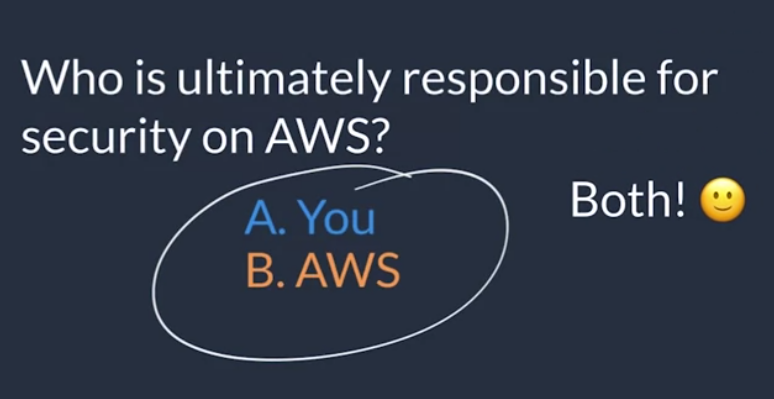 Who is ultimately responsible for
security on AWS?
Both! 🙂
A. You
B. AWS